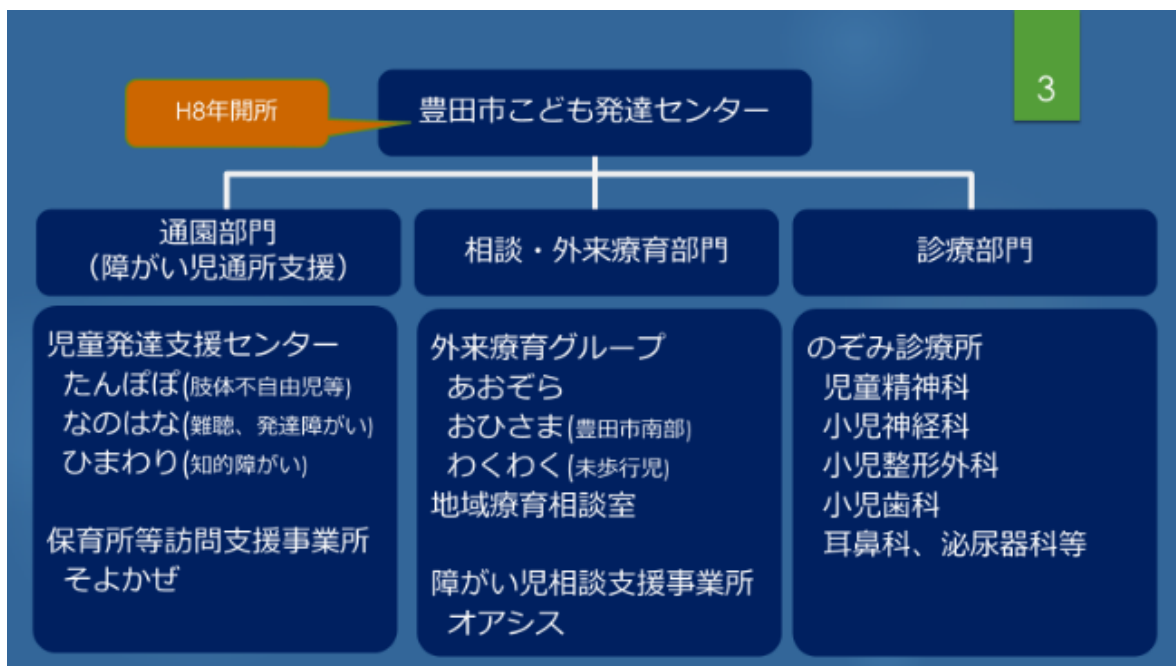 3
H8年開所
豊田市こども発達センター
通園部門
（障がい児通所支援）
児童発達支援センター
たんぽぽ(肢体不自由児等)
なのはな(難聴、発達障がい)
ひまわり(知的障がい)
保育所等訪問支援事業所
そよかぜ
相談・外来療育部門
外来療育グループ
あおぞら
おひさま(豊田市南部)
わくわく(未歩行児)
地域療育相談室
障がい児相談支援事業所
オアシス
診療部門
のぞみ診療所
児童精神科
小児神経科
小児整形外科
小児歯科
耳鼻科、泌尿器科等